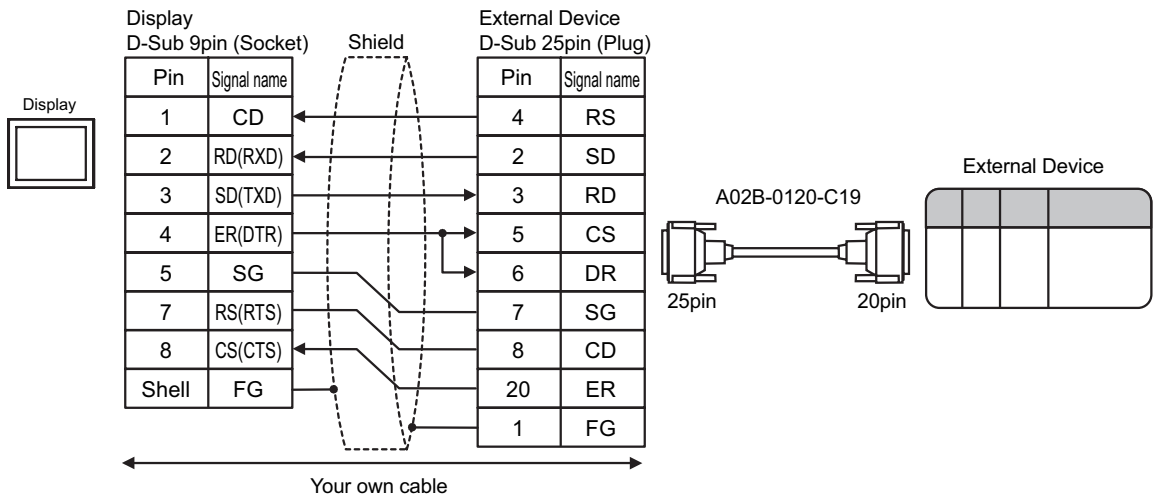 Display
D-Sub 9pin (Socket)
Shield
External Device
D-Sub 25pin (Plug)
Pin Signal name
Pin Signal name
Display
1 CD 4 RS
2 RD(RXD) 2 SD
3 SD(TXD) 3 RD
4 ER(DTR) 5 CS
5 SG 6 DR
7 RS(RTS) 7 SG
8 CS(CTS) 8 CD
Shell FG 20 ER
1 FG
Your own cable
A02B-0120-C19
25pin
20pin
External Device